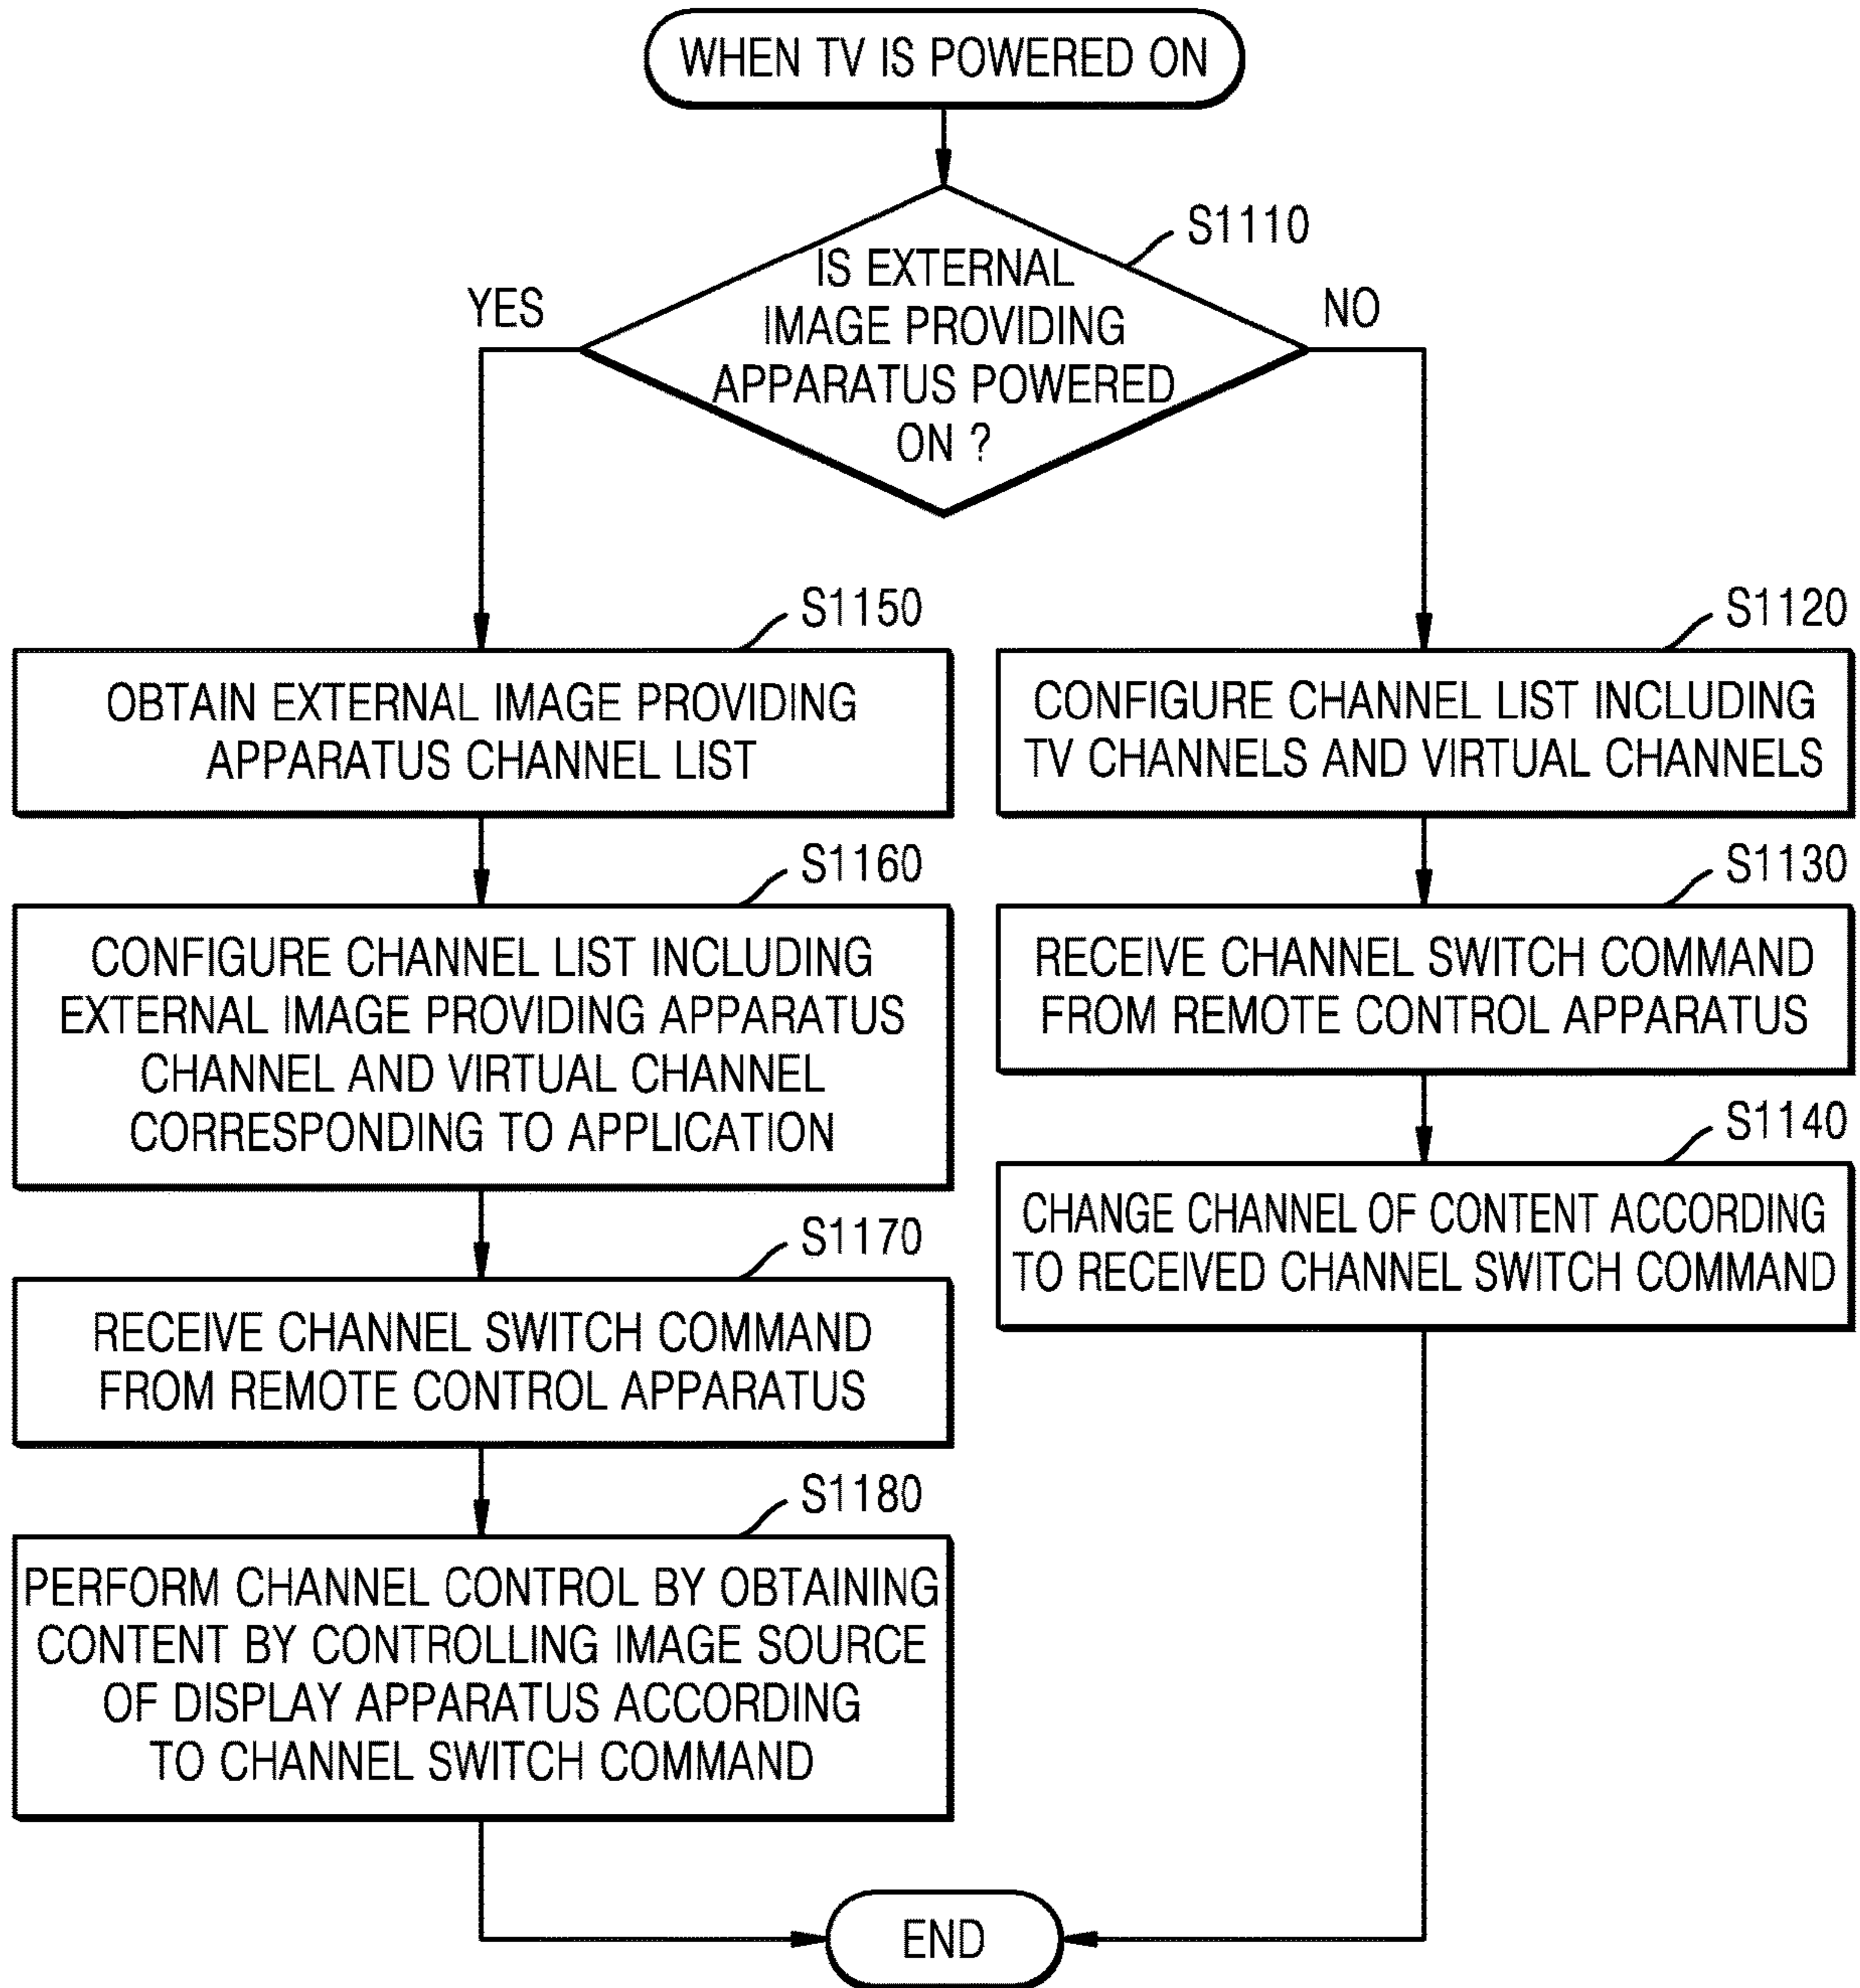 WHEN TV IS POWERED ON
S1110
IS EXTERNAL
IMAGE PROVIDING
APPARATUS POWERED
ON ?
YES
NO
S1150
OBTAIN EXTERNAL IMAGE PROVIDING
APPARATUS CHANNEL LIST
S1160
CONFIGURE CHANNEL LIST INCLUDING
EXTERNAL IMAGE PROVIDING APPARATUS
CHANNEL AND VIRTUAL CHANNEL
CORRESPONDING TO APPLICATION
S1170
RECEIVE CHANNEL SWITCH COMMAND
FROM REMOTE CONTROL APPARATUS
S1180
PERFORM CHANNEL CONTROL BY OBTAINING
CONTENT BY CONTROLLING IMAGE SOURCE
OF DISPLAY APPARATUS ACCORDING
TO CHANNEL SWITCH COMMAND
S1120
CONFIGURE CHANNEL LIST INCLUDING
TV CHANNELS AND VIRTUAL CHANNELS
S1130
RECEIVE CHANNEL SWITCH COMMAND
FROM REMOTE CONTROL APPARATUS
S1140
CHANGE CHANNEL OF CONTENT ACCORDING
TO RECEIVED CHANNEL SWITCH COMMAND
END